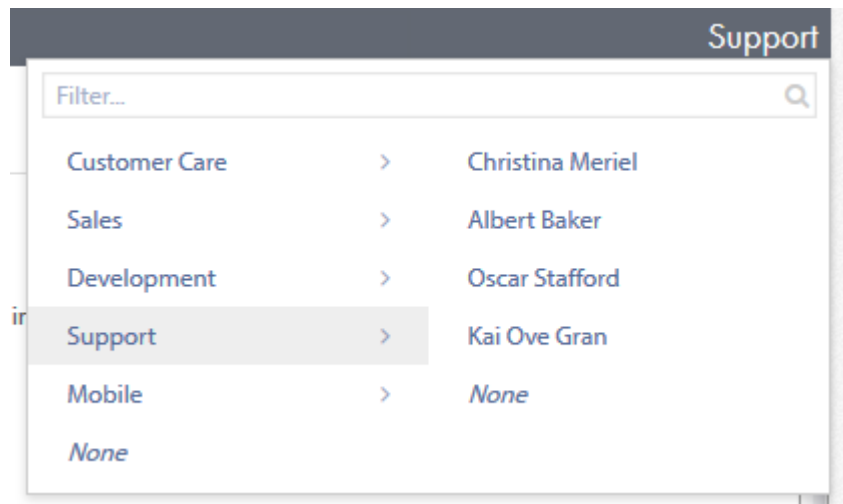 Support
Filter...
Customer Care
Sales
Development
Support
Mobile
None
Christina Meriel
Albert Baker
Oscar Stafford
Kai Ove Gran
None